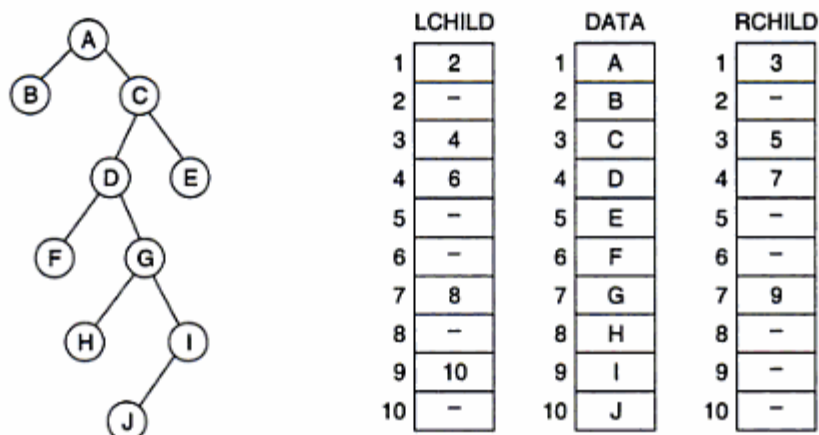 A
B
C
D
E
F
G
H
I
J
LCHILD DATA RCHILD
1 2 1 A 1 3
2 – 2 B 2 –
3 4 3 C 3 5
4 6 4 D 4 7
5 – 5 E 5 –
6 – 6 F 6 –
7 8 7 G 7 9
8 – 8 H 8 –
9 10 9 I 9 –
10 – 10 J 10 –